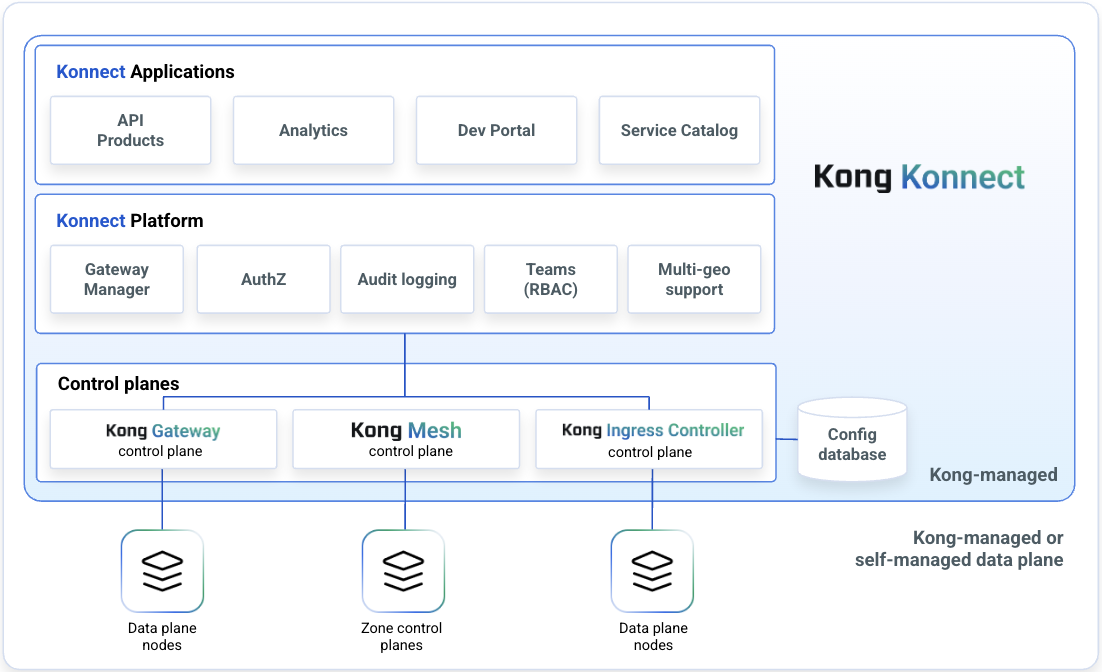 Konnect Applications
API
Products
Analytics
Dev Portal
Service Catalog
Kong Konnect
Konnect Platform
Gateway
Manager
AuthZ
Audit logging
Teams
(RBAC)
Multi-geo
support
Control planes
Kong Gateway
control plane
Kong Mesh
control plane
Kong Ingress Controller
control plane
Config
database
Kong-managed
Kong-managed or
self-managed data plane
Data plane
nodes
Zone control
planes
Data plane
nodes